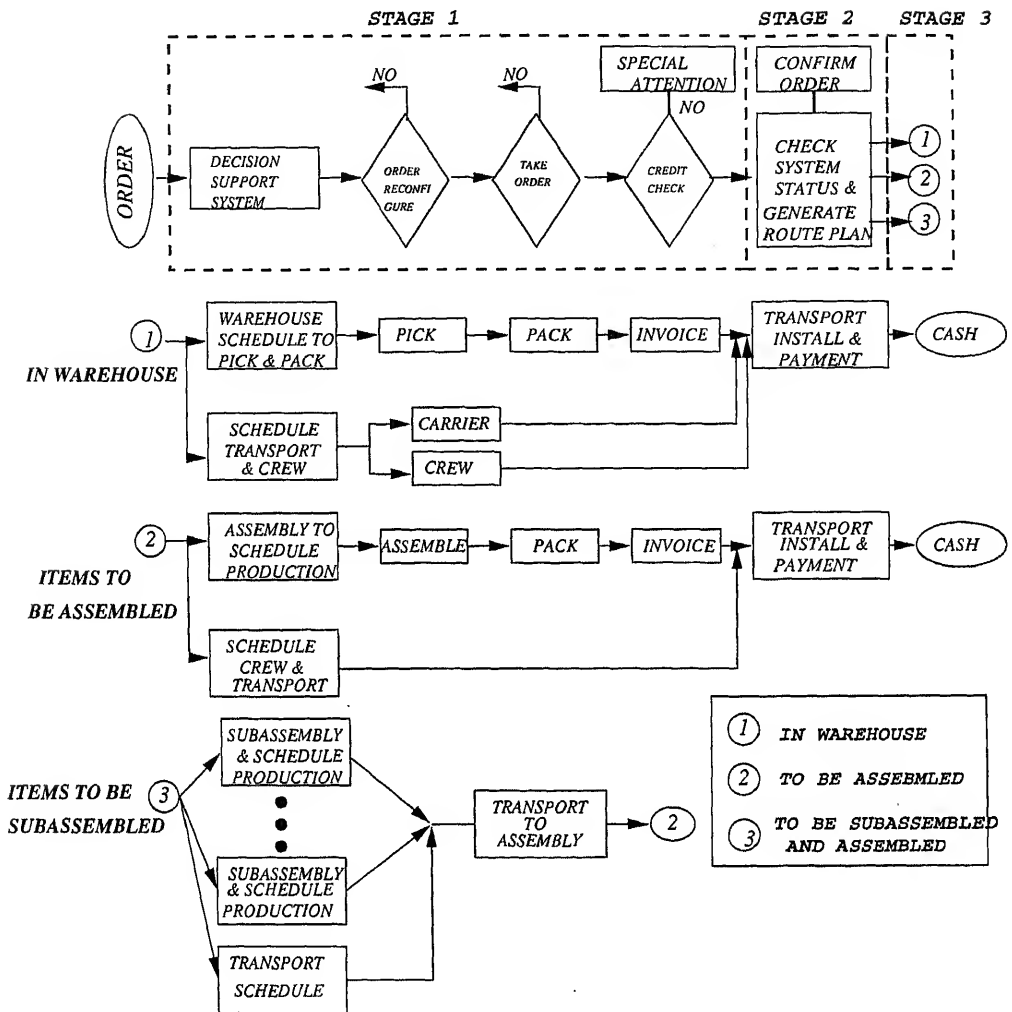 STAGE 1
STAGE 2
STAGE 3
ORDER
DECISION
SUPPORT
SYSTEM
NO
ORDER
RECONFI
GURE
NO
TAKE
ORDER
SPECIAL
ATTENTION
NO
CREDIT
CHECK
CONFIRM
ORDER
CHECK
SYSTEM
STATUS &
GENERATE
ROUTE PLAN
1
2
3
1
IN WAREHOUSE
WAREHOUSE
SCHEDULE TO
PICK & PACK
PICK
PACK
INVOICE
TRANSPORT
INSTALL &
PAYMENT
CASH
SCHEDULE
TRANSPORT
& CREW
CARRIER
CREW
2
ITEMS TO
BE ASSEMBLED
ASSEMBLY TO
SCHEDULE
PRODUCTION
ASSEMBLE
PACK
INVOICE
TRANSPORT
INSTALL &
PAYMENT
CASH
SCHEDULE
CREW &
TRANSPORT
ITEMS TO BE
SUBASSEMBLED
3
SUBASSEMBLY
& SCHEDULE
PRODUCTION
SUBASSEMBLY
& SCHEDULE
PRODUCTION
TRANSPORT
SCHEDULE
TRANSPORT
TO
ASSEMBLY
2
1 IN WAREHOUSE
2 TO BE ASSEBMLED
3 TO BE SUBASSEMBLED
AND ASSEMBLED